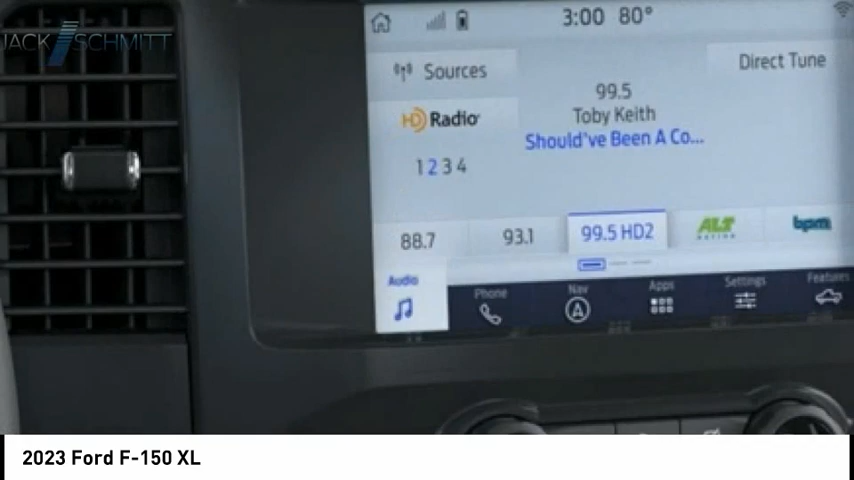 JACK SCHMITT
3:00 80°
Sources
Direct Tune
99.5
HD Radio
Toby Keith
Should've Been A Co...
1 2 3 4
88.7
93.1
99.5 HD2
ALT NATION
bpm
Audio
Phone
Nav
Apps
Settings
Features
A
2023 Ford F-150 XL